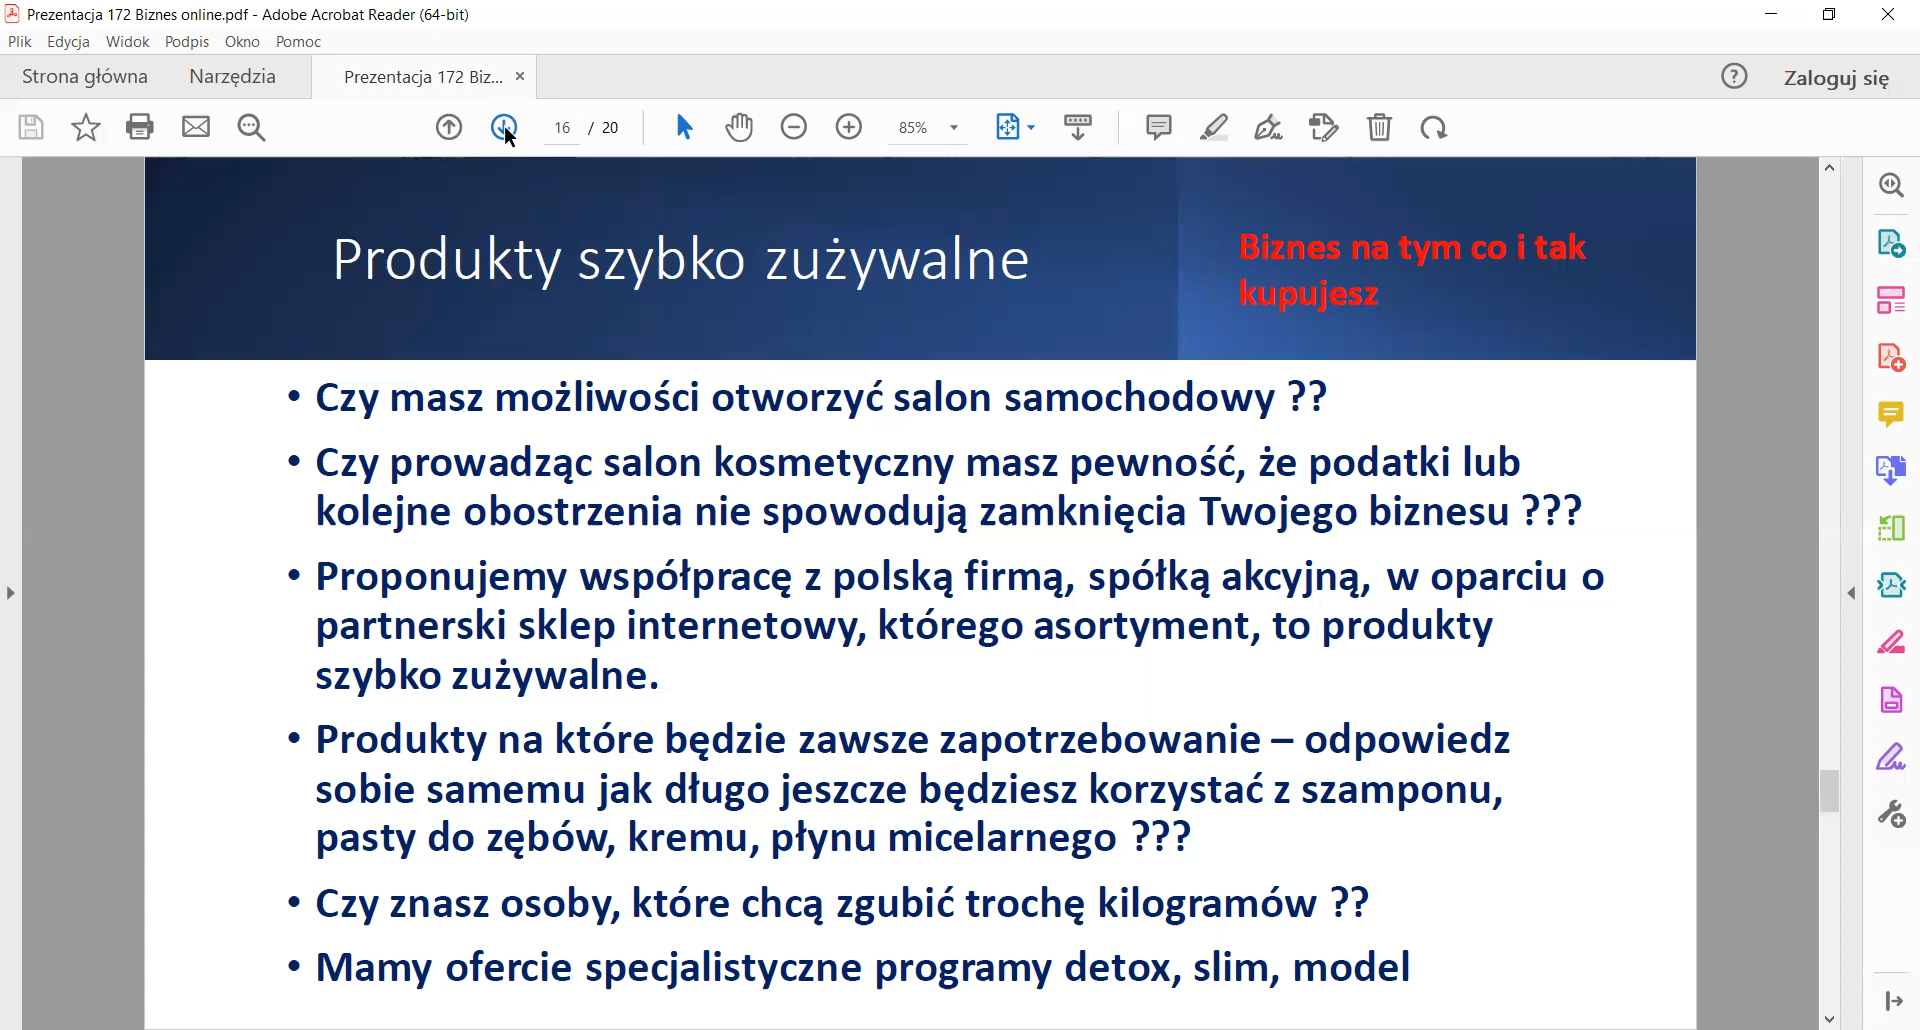 Prezentacja 172 Biznes online.pdf - Adobe Acrobat Reader (64-bit)
Plik Edycja Widok Podpis Okno Pomoc
Strona główna Narzędzia Prezentacja 172 Biz... Zaloguj się
16 / 20 85%
Produkty szybko zużywalne
Biznes na tym co i tak
kupujesz
• Czy masz możliwości otworzyć salon samochodowy ??
• Czy prowadząc salon kosmetyczny masz pewność, że podatki lub
kolejne obostrzenia nie spowodują zamknięcia Twojego biznesu ???
• Proponujemy współpracę z polską firmą, spółką akcyjną, w oparciu o
partnerski sklep internetowy, którego asortyment, to produkty
szybko zużywalne.
• Produkty na które będzie zawsze zapotrzebowanie – odpowiedz
sobie samemu jak długo jeszcze będziesz korzystać z szamponu,
pasty do zębów, kremu, płynu micelarnego ???
• Czy znasz osoby, które chcą zgubić trochę kilogramów ??
• Mamy ofercie specjalistyczne programy detox, slim, model